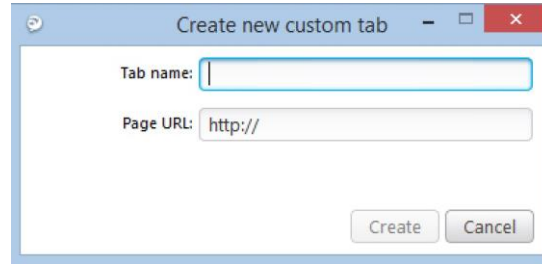 Create new custom tab
Tab name:
Page URL: http://
Create Cancel